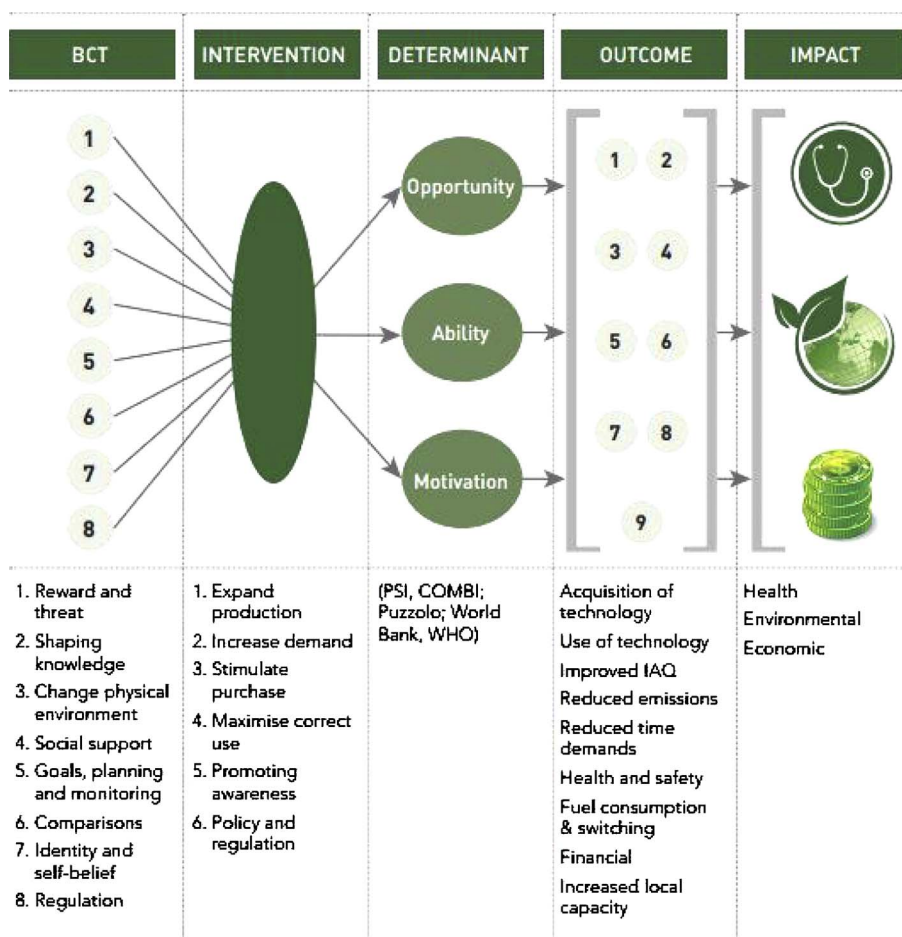 BCT
INTERVENTION
DETERMINANT
OUTCOME
IMPACT
1
2
3
4
5
6
7
8
Opportunity
Ability
Motivation
1 2
3 4
5 6
7 8
9
1. Reward and
threat
2. Shaping
knowledge
3. Change physical
environment
4. Social support
5. Goals, planning
and monitoring
6. Comparisons
7. Identity and
self-belief
8. Regulation
1. Expand
production
2. Increase demand
3. Stimulate
purchase
4. Maximise correct
use
5. Promoting
awareness
6. Policy and
regulation
(PSI, COMBI;
Puzzolo; World
Bank, WHO)
Acquisition of
technology
Use of technology
Improved IAQ
Reduced emissions
Reduced time
demands
Health and safety
Fuel consumption
& switching
Financial
Increased local
capacity
Health
Environmental
Economic